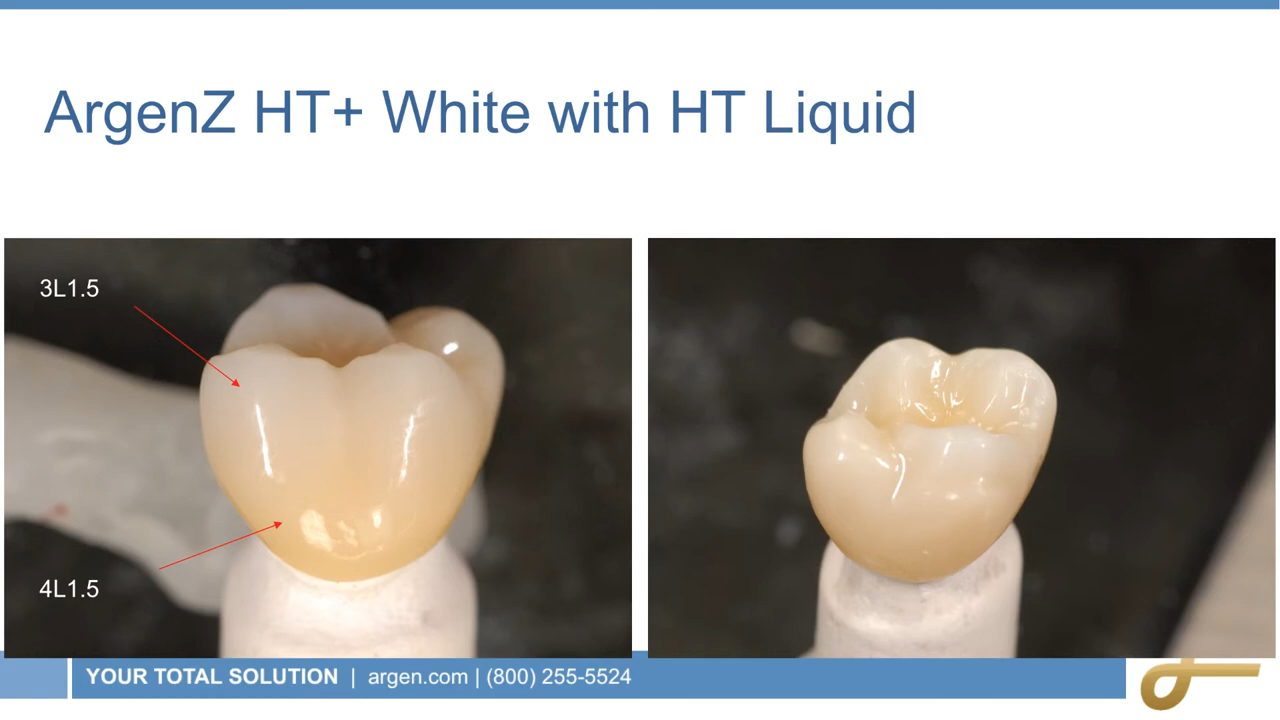 ArgenZ HT+ White with HT Liquid
3L1.5
4L1.5
YOUR TOTAL SOLUTION | argen.com | (800) 255-5524